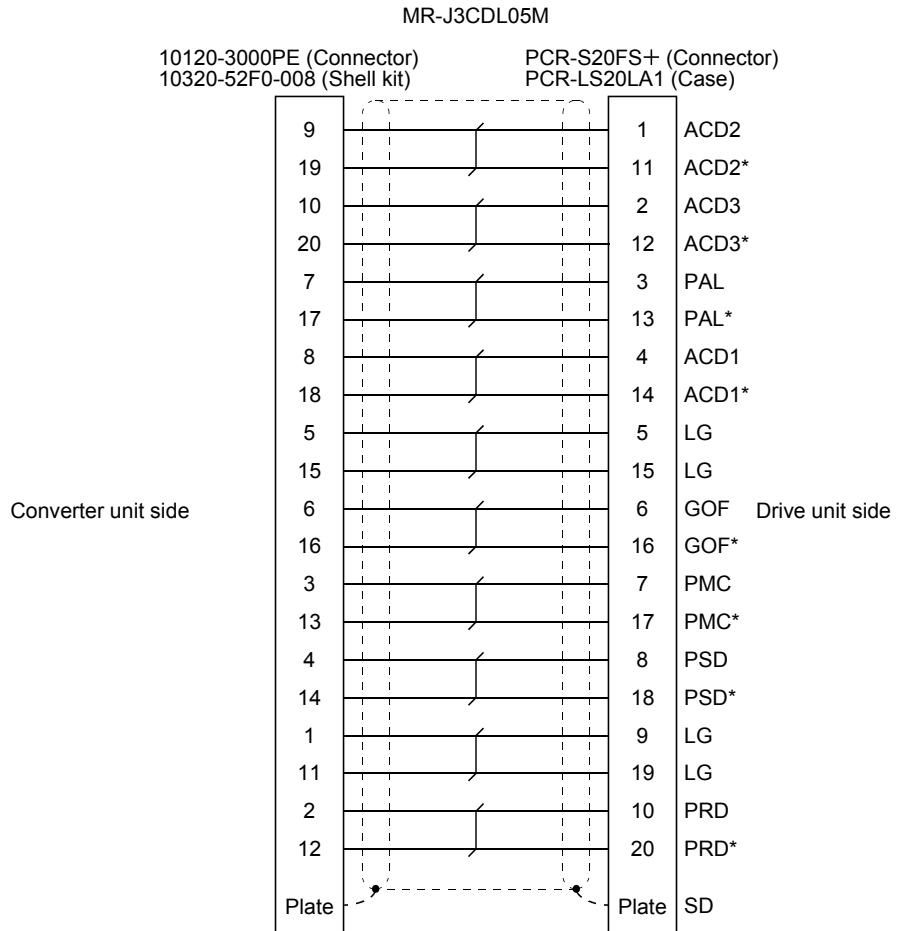 MR-J3CDL05M
10120-3000PE (Connector) PCR-S20FS+ (Connector)
10320-52F0-008 (Shell kit) PCR-LS20LA1 (Case)
9 1 ACD2
19 11 ACD2*
10 2 ACD3
20 12 ACD3*
7 3 PAL
17 13 PAL*
8 4 ACD1
18 14 ACD1*
5 5 LG
15 15 LG
Converter unit side 6 6 GOF Drive unit side
16 16 GOF*
3 7 PMC
13 17 PMC*
4 8 PSD
14 18 PSD*
1 9 LG
11 19 LG
2 10 PRD
12 20 PRD*
Plate Plate SD